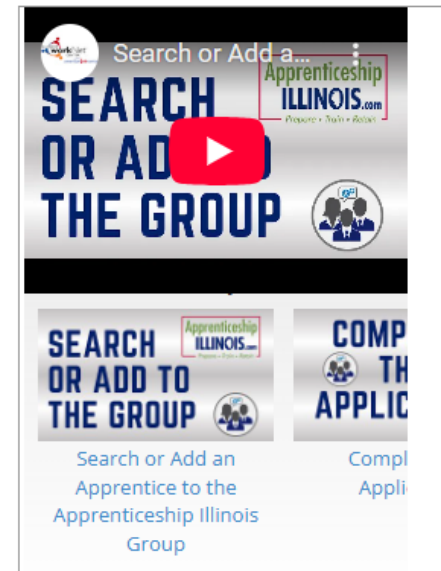 Search or Add a...
Apprenticeship
ILLINOIS.com
Prepare • Train • Retain
SEARCH
OR AD TO
THE GROUP
SEARCH
OR ADD TO
THE GROUP
Apprenticeship
ILLINOIS.com
Search or Add an
Apprentice to the
Apprenticeship Illinois
Group
COMP
TH
APPLIC
Compl
Appli